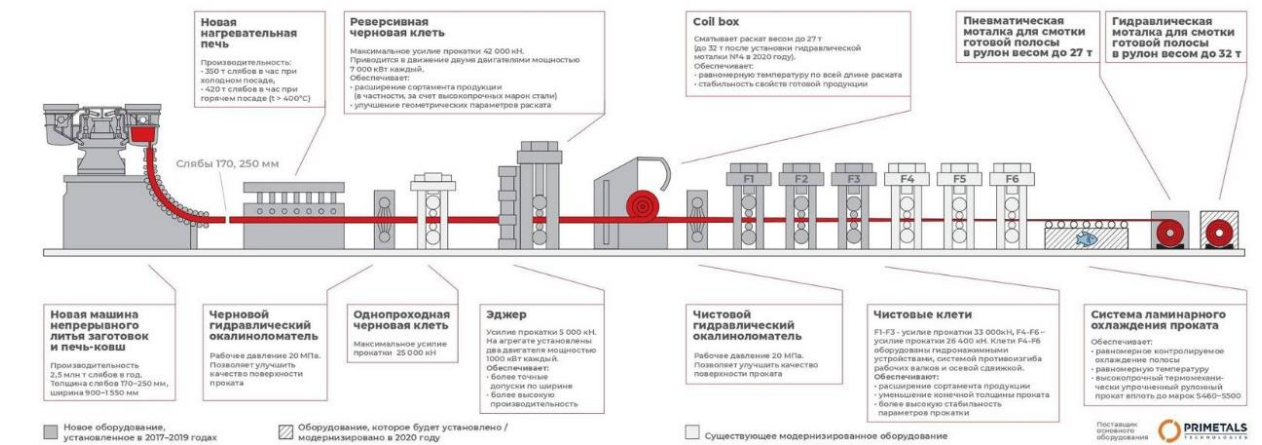 Новая
нагревательная
печь
Производительность:
• 350 т слябов в час при
холодном посаде,
• 420 т слябов в час при
горячем посаде (t > 400°C)
Реверсивная
черновая клеть
Максимальное усилие прокатки 42 000 кН.
Приводится в движение двумя двигателями мощностью
7 000 кВт каждый.
Обеспечивает:
• расширение сортамента продукции
(в частности, за счет высокопрочных марок стали)
• улучшение геометрических параметров раската
Coil box
Сматывает раскат весом до 27 т
(до 32 т после установки гидравлической
моталки №4 в 2020 году).
Обеспечивает:
• равномерную температуру по всей длине раската
• стабильность свойств готовой продукции
Пневматическая
моталка для смотки
готовой полосы
в рулон весом до 27 т
Гидравлическая
моталка для смотки
готовой полосы
в рулон весом до 32 т
Слябы 170, 250 мм
F1
F2
F3
F4
F5
F6
Новая машина
непрерывного
литья заготовок
и печь-ковш
Производительность
2,5 млн т слябов в год.
Толщина слябов 170–250 мм,
ширина 900–1 550 мм
Черновой
гидравлический
окалиноломатель
Рабочее давление 20 МПа.
Позволяет улучшить
качество поверхности
проката
Однопроходная
черновая клеть
Максимальное усилие
прокатки 25 000 кН
Эджер
Усилие прокатки 5 000 кН.
На агрегате установлены
два двигателя мощностью
1000 кВт каждый.
Обеспечивает:
• более точные
допуски по ширине
• более высокую
производительность
Чистовой
гидравлический
окалиноломатель
Рабочее давление 20 МПа.
Позволяет улучшить качество
поверхности проката
Чистовые клети
F1-F3 - усилие прокатки 33 000кН, F4-F6 –
усилие прокатки 26 400 кН. Клети F4-F6
оборудованы гидронажимными
устройствами, системой противоизгиба
рабочих валков и осевой сдвижкой.
Обеспечивают:
• расширение сортамента продукции
• уменьшение конечной толщины проката
• более высокую стабильность
параметров прокатки
Система ламинарного
охлаждения проката
Обеспечивает:
• равномерное контролируемое
охлаждение полосы
• равномерную температуру
• высокопрочный термомехани-
чески упрочненный рулонный
прокат вплоть до марок S460–S500
Новое оборудование,
установленное в 2017–2019 годах
Оборудование, которое будет установлено /
модернизировано в 2020 году
Существующее модернизированное оборудование
Поставщик
основного
оборудования
PRIMETALS
TECHNOLOGIES